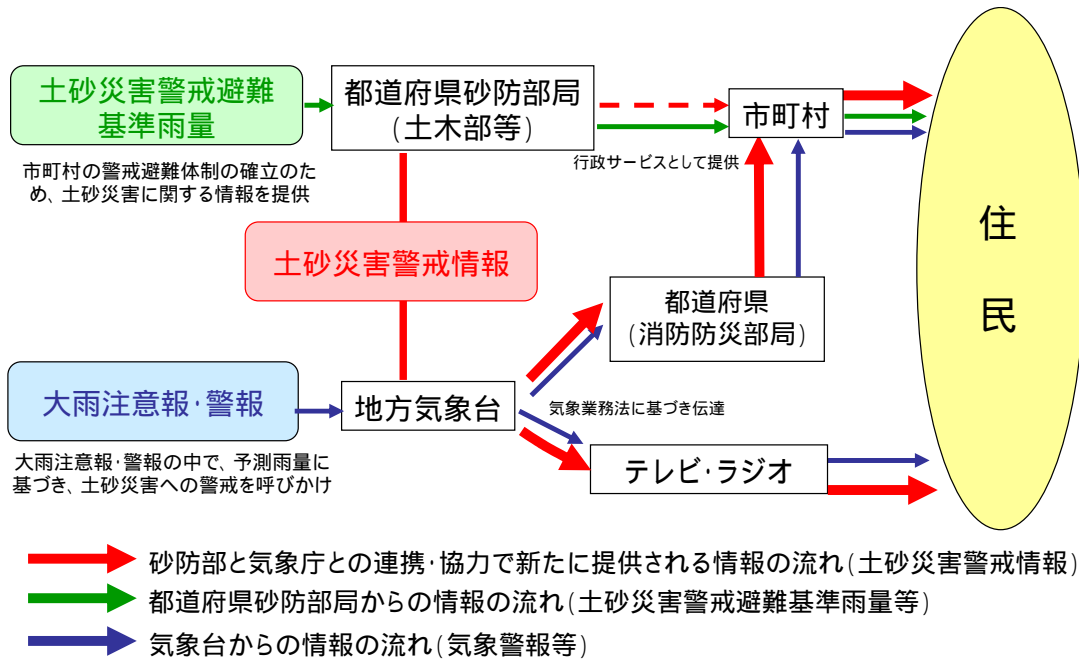 土砂災害警戒避難
基準雨量
市町村の警戒避難体制の確立のた
め、土砂災害に関する情報を提供
都道府県砂防部局
(土木部等)
市町村
行政サービスとして提供
住
民
土砂災害警戒情報
都道府県
(消防防災部局)
大雨注意報・警報
大雨注意報・警報の中で、予測雨量に
基づき、土砂災害への警戒を呼びかけ
地方気象台
気象業務法に基づき伝達
テレビ・ラジオ
砂防部と気象庁との連携・協力で新たに提供される情報の流れ(土砂災害警戒情報)
都道府県砂防部局からの情報の流れ(土砂災害警戒避難基準雨量等)
気象台からの情報の流れ(気象警報等)